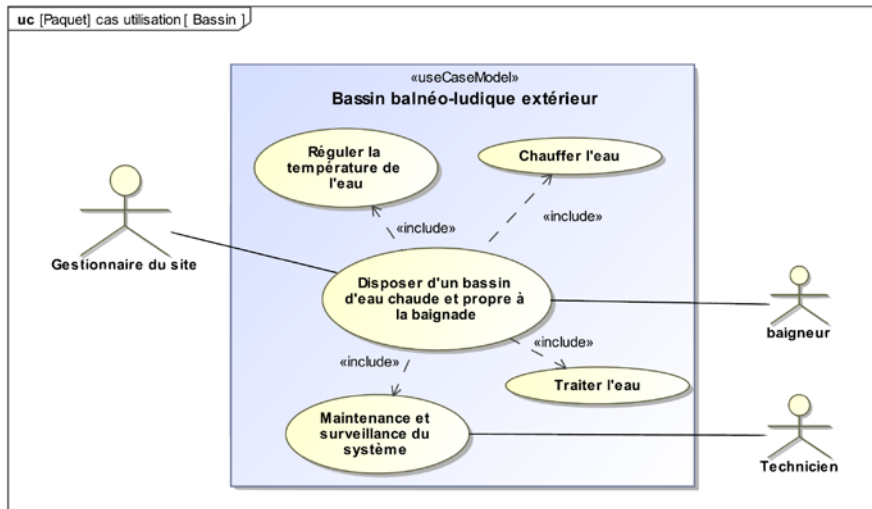 uc [Paquet] cas utilisation [ Bassin ]
«useCaseModel»
Bassin balnéo-ludique extérieur
Réguler la
température de
l'eau
Chauffer l'eau
«include»
«include»
Gestionnaire du site
Disposer d'un bassin
d'eau chaude et propre à
la baignade
baigneur
«include»
«include»
Traiter l'eau
Maintenance et
surveillance du
système
Technicien